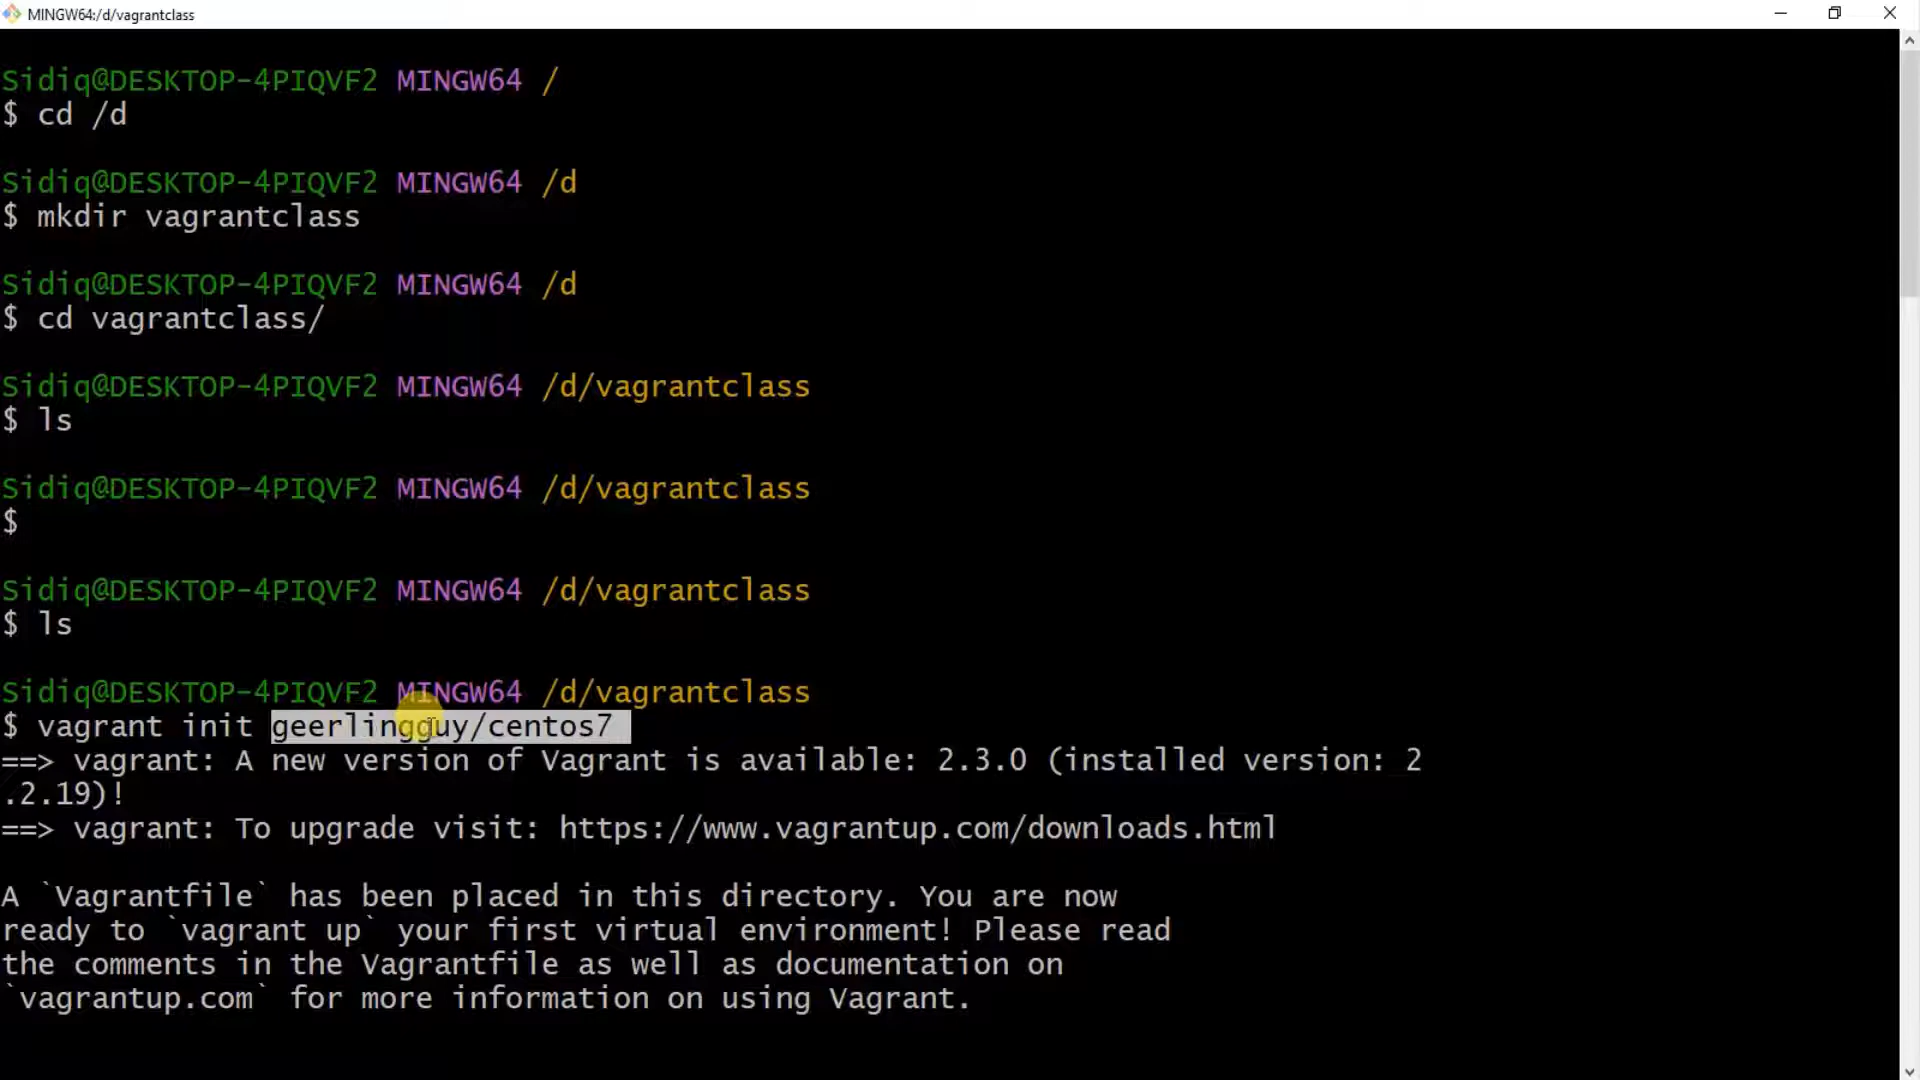 MINGW64:/d/vagrantclass
Sidiq@DESKTOP-4PIQVF2 MINGW64 /
$ cd /d
Sidiq@DESKTOP-4PIQVF2 MINGW64 /d
$ mkdir vagrantclass
Sidiq@DESKTOP-4PIQVF2 MINGW64 /d
$ cd vagrantclass/
Sidiq@DESKTOP-4PIQVF2 MINGW64 /d/vagrantclass
$ ls
Sidiq@DESKTOP-4PIQVF2 MINGW64 /d/vagrantclass
$
Sidiq@DESKTOP-4PIQVF2 MINGW64 /d/vagrantclass
$ ls
Sidiq@DESKTOP-4PIQVF2 MINGW64 /d/vagrantclass
$ vagrant init geerlingguy/centos7
==> vagrant: A new version of Vagrant is available: 2.3.0 (installed version: 2
.2.19)!
==> vagrant: To upgrade visit: https://www.vagrantup.com/downloads.html
A `Vagrantfile` has been placed in this directory. You are now
ready to `vagrant up` your first virtual environment! Please read
the comments in the Vagrantfile as well as documentation on
`vagrantup.com` for more information on using Vagrant.